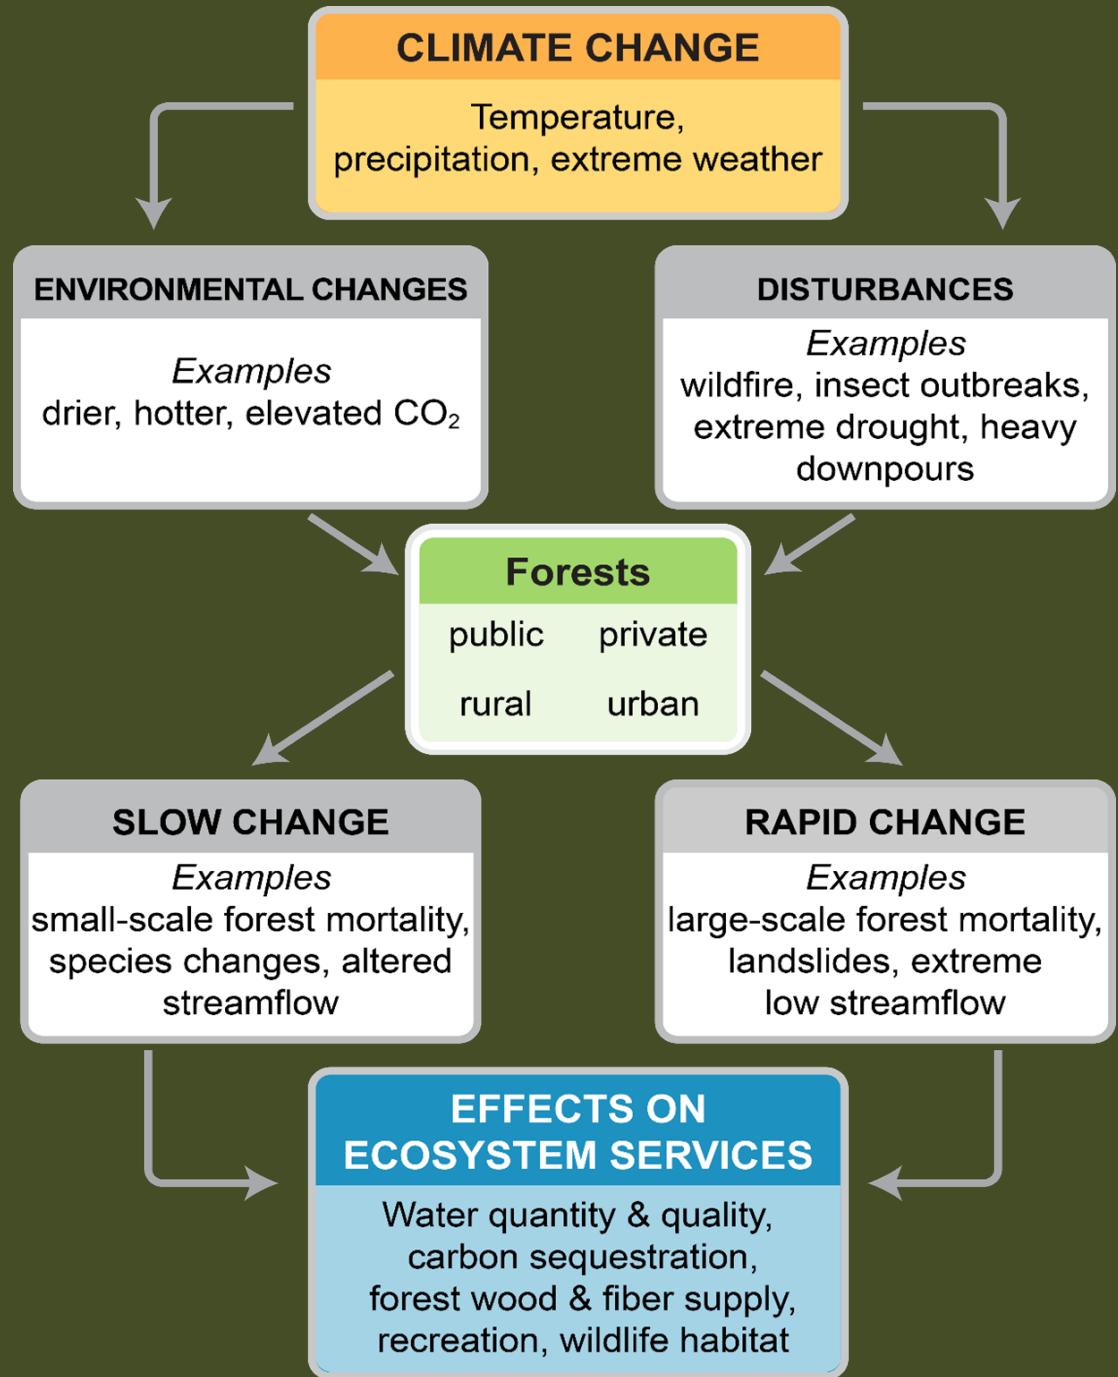 CLIMATE CHANGE
Temperature,
precipitation, extreme weather
ENVIRONMENTAL CHANGES
Examples
drier, hotter, elevated CO₂
DISTURBANCES
Examples
wildfire, insect outbreaks,
extreme drought, heavy
downpours
Forests
public private
rural urban
SLOW CHANGE
Examples
small-scale forest mortality,
species changes, altered
streamflow
RAPID CHANGE
Examples
large-scale forest mortality,
landslides, extreme
low streamflow
EFFECTS ON
ECOSYSTEM SERVICES
Water quantity & quality,
carbon sequestration,
forest wood & fiber supply,
recreation, wildlife habitat